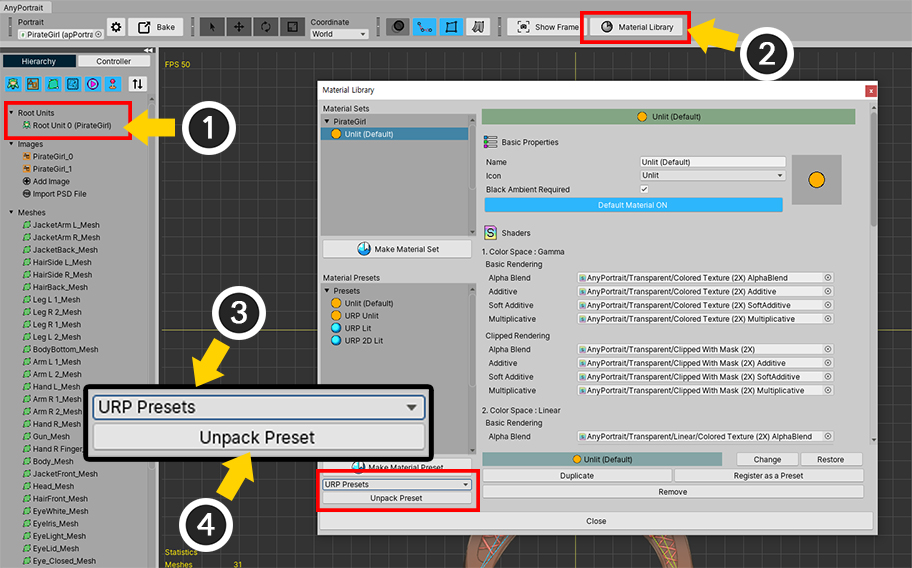 AnyPortrait
Portrait
PirateGirl (apPortra
Bake
Coordinate
World
Show Frame
Material Library
Hierarchy
Controller
FPS 50
Root Units
Root Unit 0 (PirateGirl)
Images
PirateGirl_0
PirateGirl_1
Add Image
Import PSD File
Meshes
JacketArm L_Mesh
JacketArm R_Mesh
JacketBack_Mesh
HairSide L_Mesh
HairSide R_Mesh
HairBack_Mesh
Leg L 1_Mesh
Leg R 2_Mesh
Leg R 1_Mesh
Leg L 2_Mesh
BodyBottom_Mesh
Arm L 1_Mesh
Arm L 2_Mesh
Hand L_Mesh
Arm R 1_Mesh
Arm R 2_Mesh
Hand R_Mesh
Gun_Mesh
Hand R Finger_
Body_Mesh
JacketFront_Mesh
Head_Mesh
HairFront_Mesh
EyeWhite_Mesh
EyeIris_Mesh
EyeLight_Mesh
EyeLid_Mesh
Eye_Closed_Mesh
1
2
3
4
URP Presets
Unpack Preset
Statistics
Meshes 31
Material Library
x
Material Sets
PirateGirl
Unlit (Default)
Make Material Set
Material Presets
Presets
Unlit (Default)
URP Unlit
URP Lit
URP 2D Lit
Make Material Preset
URP Presets
Unpack Preset
Unlit (Default)
Basic Properties
Name Unlit (Default)
Icon Unlit
Black Ambient Required
Default Material ON
S Shaders
1. Color Space : Gamma
Basic Rendering
Alpha Blend AnyPortrait/Transparent/Colored Texture (2X) AlphaBlend
Additive AnyPortrait/Transparent/Colored Texture (2X) Additive
Soft Additive AnyPortrait/Transparent/Colored Texture (2X) SoftAdditive
Multiplicative AnyPortrait/Transparent/Colored Texture (2X) Multiplicative
Clipped Rendering
Alpha Blend AnyPortrait/Transparent/Clipped With Mask (2X)
Additive AnyPortrait/Transparent/Clipped With Mask (2X) Additive
Soft Additive AnyPortrait/Transparent/Clipped With Mask (2X) SoftAdditive
Multiplicative AnyPortrait/Transparent/Clipped With Mask (2X) Multiplicative
2. Color Space : Linear
Basic Rendering
Alpha Blend AnyPortrait/Transparent/Linear/Colored Texture (2X) AlphaBlend
Unlit (Default)
Change
Restore
Duplicate
Register as a Preset
Remove
Close